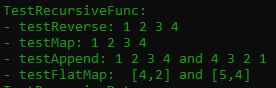 TestRecursiveFunc:
- testReverse: 1 2 3 4
- testMap: 1 2 3 4
- testAppend: 1 2 3 4 and 4 3 2 1
- testFlatMap:  [4,2] and [5,4]